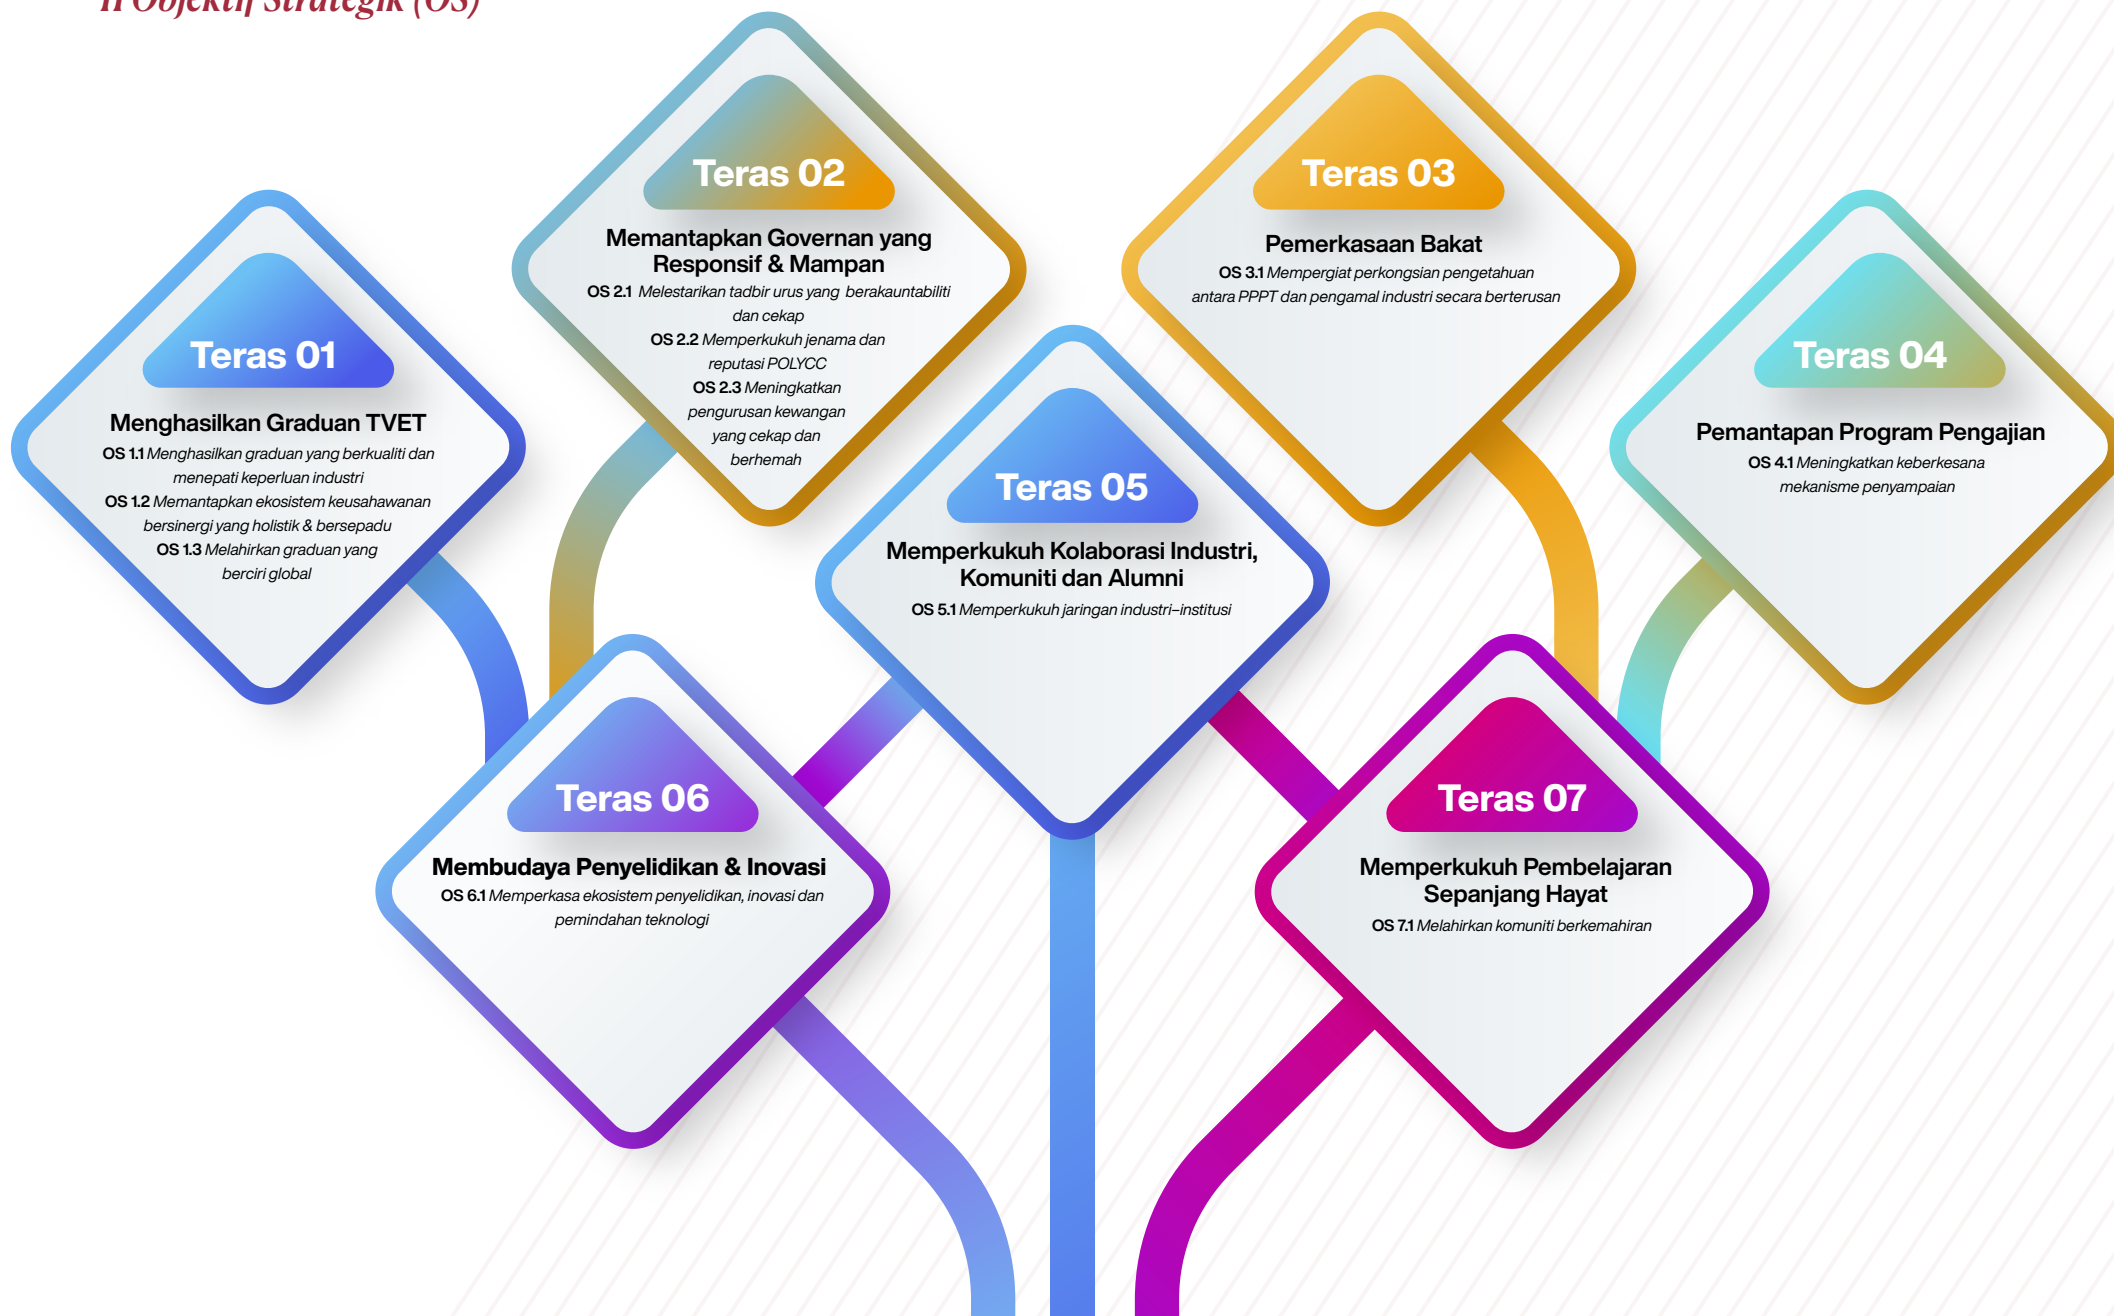 11 Objektif Strategik (OS)
Teras 01
Menghasilkan Graduan TVET
OS 1.1 Menghasilkan graduan yang berkualiti dan
menepati keperluan industri
OS 1.2 Memantapkan ekosistem keusahawanan
bersinergi yang holistik & bersepadu
OS 1.3 Melahirkan graduan yang
berciri global
Teras 02
Memantapkan Governan yang
Responsif & Mampan
OS 2.1 Melestarikan tadbir urus yang berakauntabiliti
dan cekap
OS 2.2 Memperkukuh jenama dan
reputasi POLYCC
OS 2.3 Meningkatkan
pengurusan kewangan
yang cekap dan
berhemah
Teras 03
Pemerkasaan Bakat
OS 3.1 Mempergiat perkongsian pengetahuan
antara PPPT dan pengamal industri secara berterusan
Teras 04
Pemantapan Program Pengajian
OS 4.1 Meningkatkan keberkesana
mekanisme penyampaian
Teras 05
Memperkukuh Kolaborasi Industri,
Komuniti dan Alumni
OS 5.1 Memperkukuh jaringan industri–institusi
Teras 06
Membudaya Penyelidikan & Inovasi
OS 6.1 Memperkasa ekosistem penyelidikan, inovasi dan
pemindahan teknologi
Teras 07
Memperkukuh Pembelajaran
Sepanjang Hayat
OS 7.1 Melahirkan komuniti berkemahiran